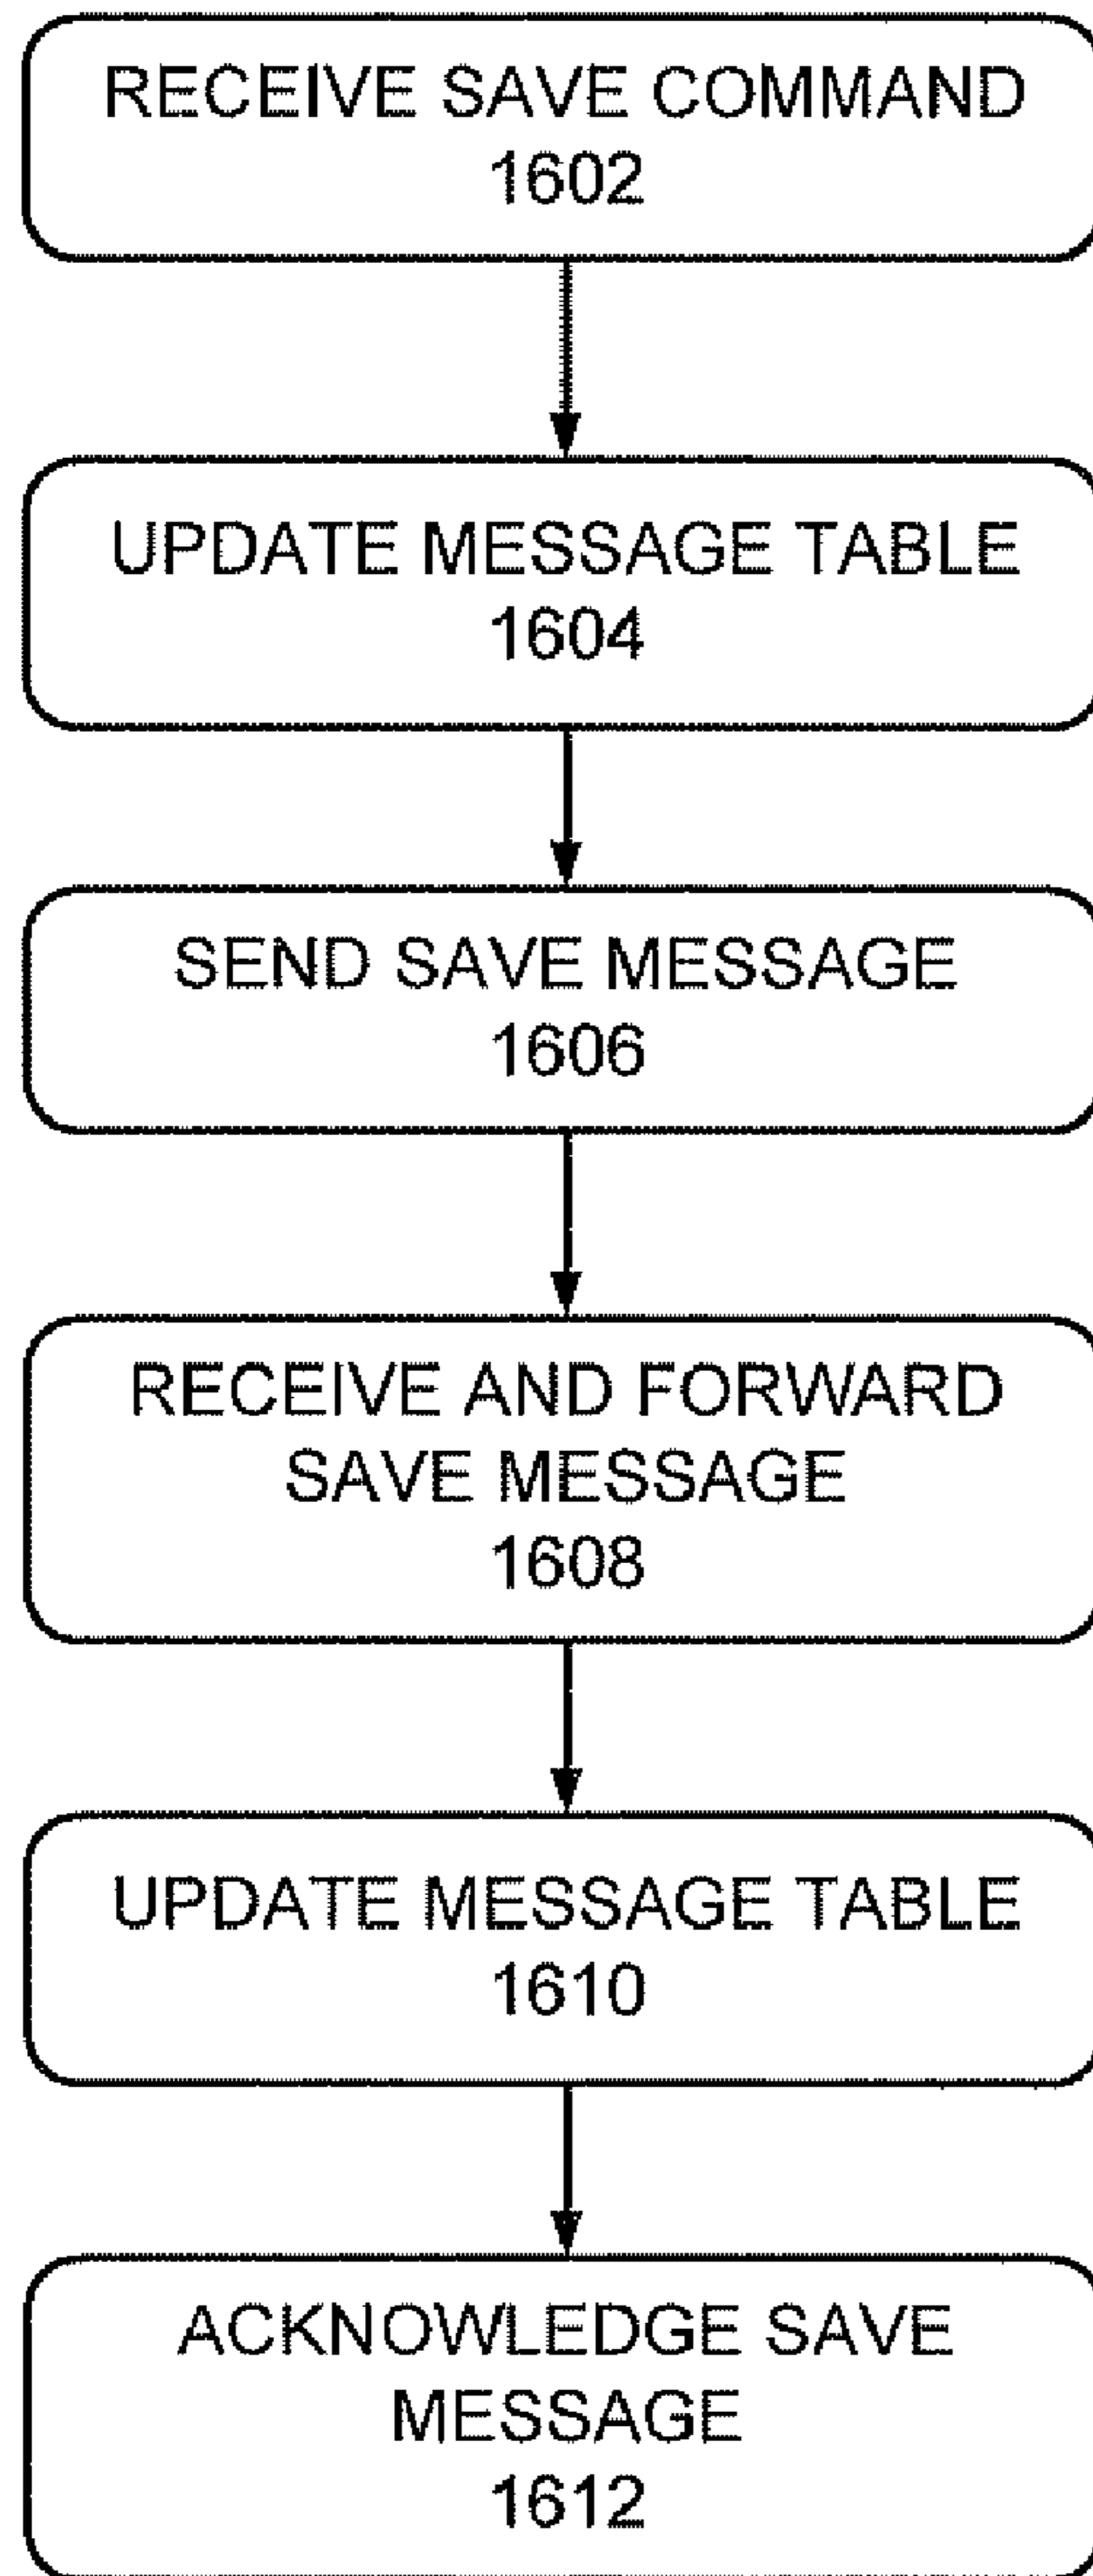 RECEIVE SAVE COMMAND
1602
UPDATE MESSAGE TABLE
1604
SEND SAVE MESSAGE
1606
RECEIVE AND FORWARD
SAVE MESSAGE
1608
UPDATE MESSAGE TABLE
1610
ACKNOWLEDGE SAVE
MESSAGE
1612